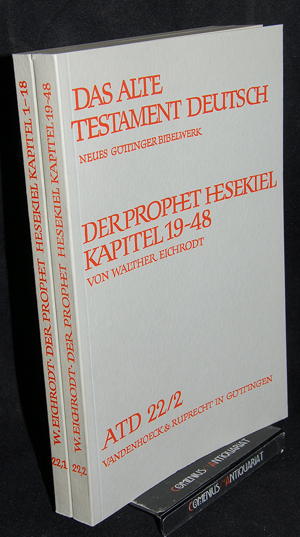 DAS ALTE
TESTAMENT DEUTSCH
NEUES GÖTTINGER BIBELWERK
DER PROPHET HESEKIEL
KAPITEL 19-48
VON WALTHER EICHRODT
ATD 22/2
VANDENHOECK & RUPRECHT IN GÖTTINGEN
W. EICHRODT · DER PROPHET HESEKIEL KAPITEL 1-18
22,1
W. EICHRODT · DER PROPHET HESEKIEL KAPITEL 19-48
22,2
COMENIUS ANTIQUARIAT
COMENIUS ANTIQUARIAT